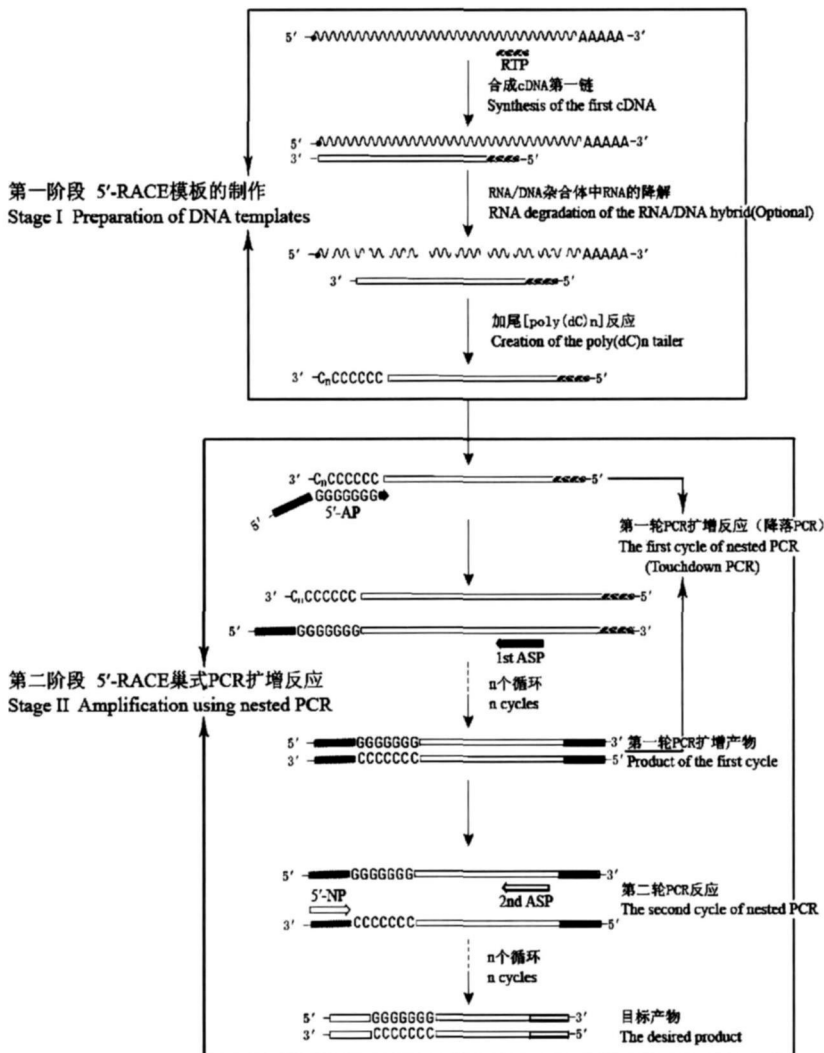 5′ AAAAA-3′
RTP
合成cDNA第一链
Synthesis of the first cDNA
5′ AAAAA-3′
3′ -5′
第一阶段 5′-RACE模板的制作
Stage I Preparation of DNA templates
RNA/DNA杂合体中RNA的降解
RNA degradation of the RNA/DNA hybrid(Optional)
5′ AAAAA-3′
3′ -5′
加尾[poly(dC)n]反应
Creation of the poly(dC)n tailer
3′ -CnCCCCCC -5′
3′ -CnCCCCCC -5′
GGGGGGG
5′ 5′-AP
第一轮PCR扩增反应（降落PCR）
The first cycle of nested PCR
(Touchdown PCR)
3′ -CnCCCCCC -5′
5′ GGGGGGG -3′
1st ASP
第二阶段 5′-RACE巢式PCR扩增反应
Stage II Amplification using nested PCR
n个循环
n cycles
5′ GGGGGGG 3′
3′ CCCCCCC 5′
第一轮PCR扩增产物
Product of the first cycle
5′ GGGGGGG -3′
5′-NP 2nd ASP
3′ CCCCCCC -5′
第二轮PCR反应
The second cycle of nested PCR
n个循环
n cycles
5′ GGGGGGG -3′
3′ CCCCCCC -5′
目标产物
The desired product